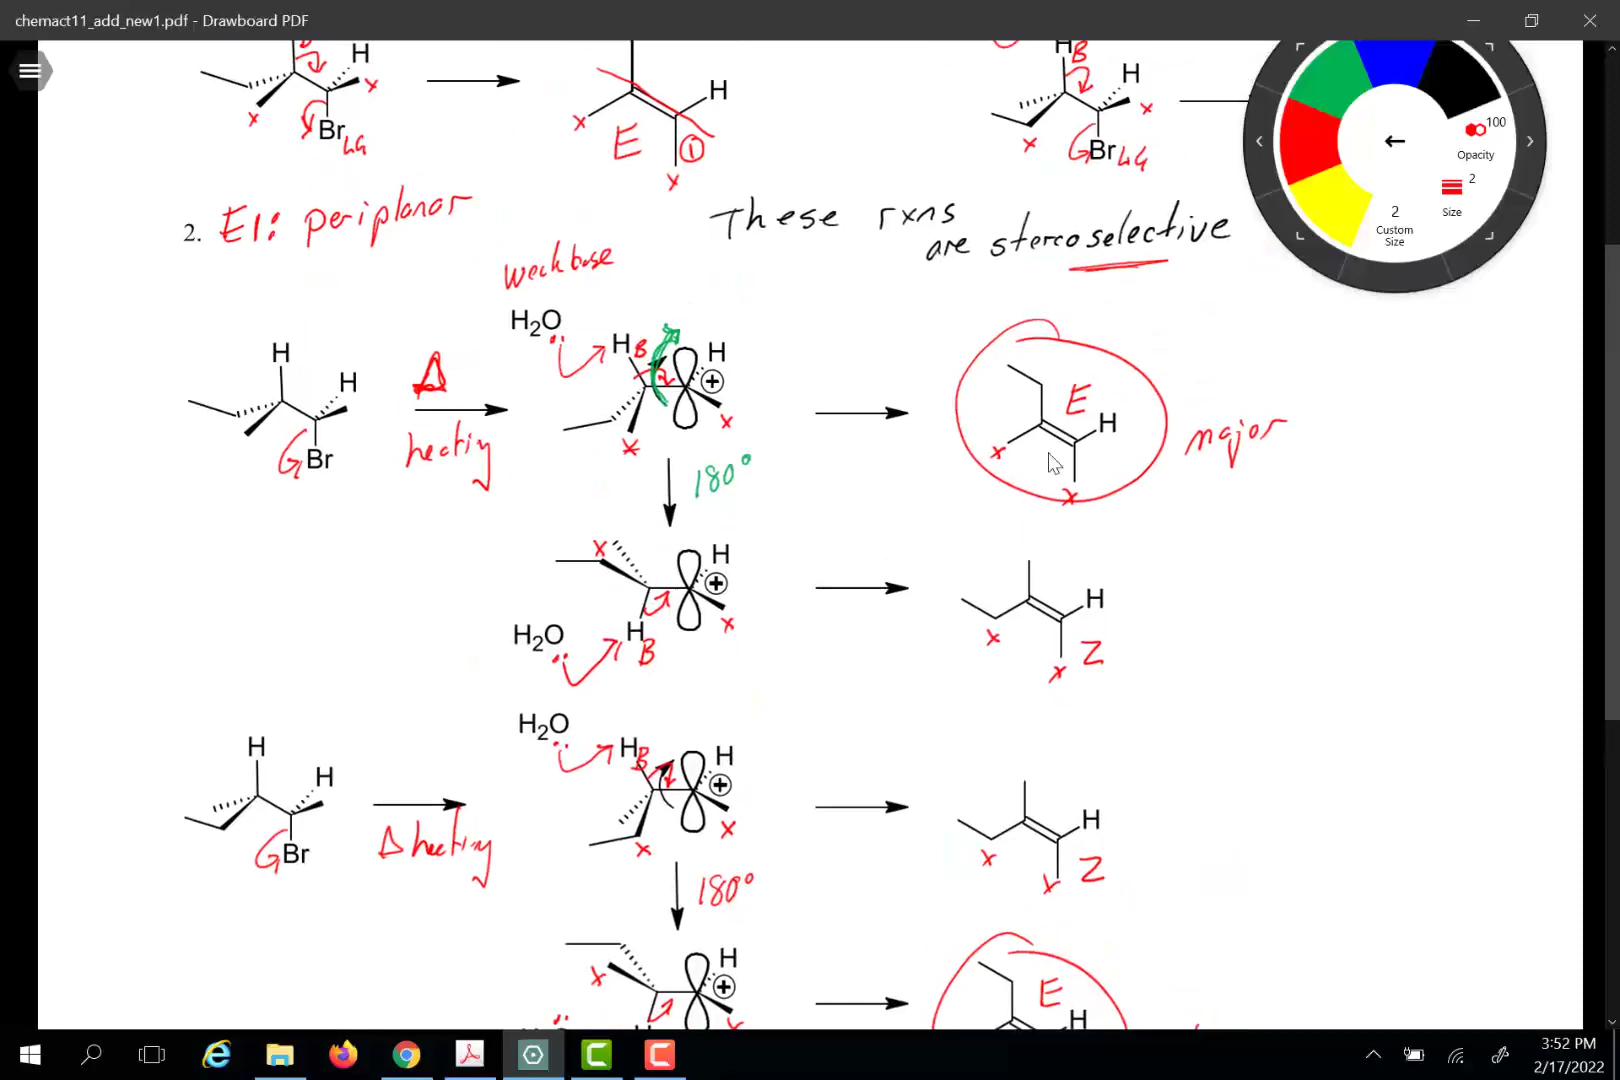 chemact11_add_new1.pdf - Drawboard PDF
B
H
x
x
Br LG
H
x
E
①
x
H B
H
x
x
G Br LG
100
Opacity
2
Size
2
Custom
Size
2. E1: periplanar
These rxns
are stereoselective
weak base
H2O
H
H
G Br
Δ
heating
H B
H
+
x
x
180°
E
H
x
x
major
x
H
+
x
H2O
H
B
H
x
x
Z
H2O
H
H
G Br
Δ heating
H
B
H
+
x
x
180°
H
x
x
Z
x
H
+
E
H
3:52 PM
2/17/2022